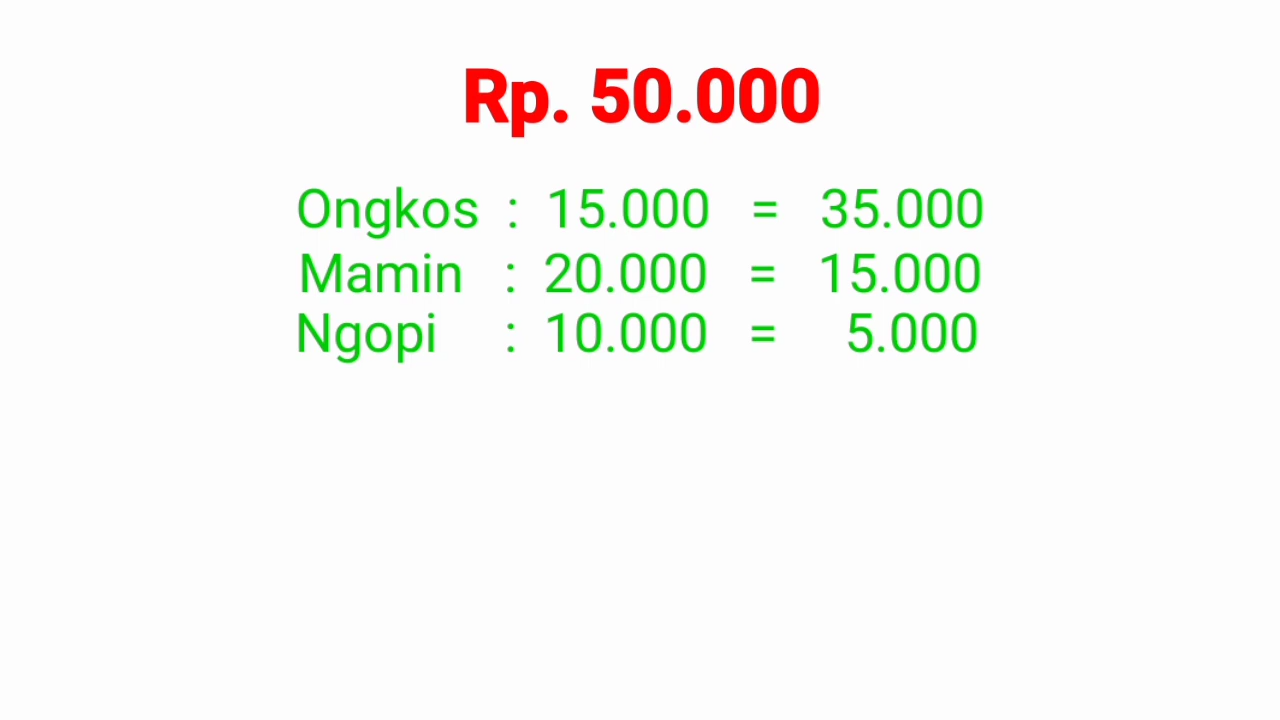 Rp. 50.000
Ongkos : 15.000 = 35.000
Mamin : 20.000 = 15.000
Ngopi : 10.000 = 5.000